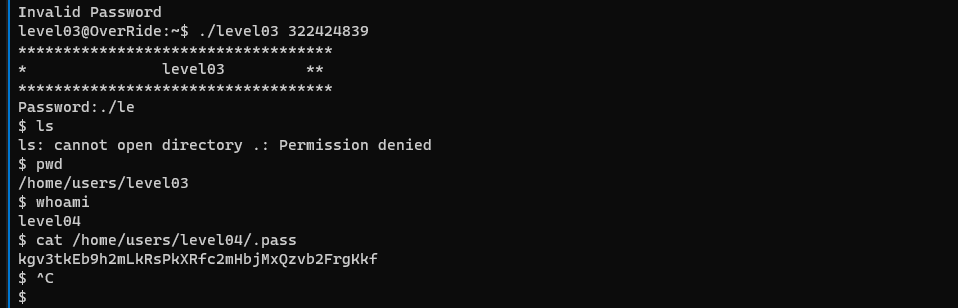 Invalid Password
level03@OverRide:~$ ./level03 322424839
***********************************
*               level03         **
***********************************
Password:./le
$ ls
ls: cannot open directory .: Permission denied
$ pwd
/home/users/level03
$ whoami
level04
$ cat /home/users/level04/.pass
kgv3tkEb9h2mLkRsPkXRfc2mHbjMxQzvb2FrgKkf
$ ^C
$